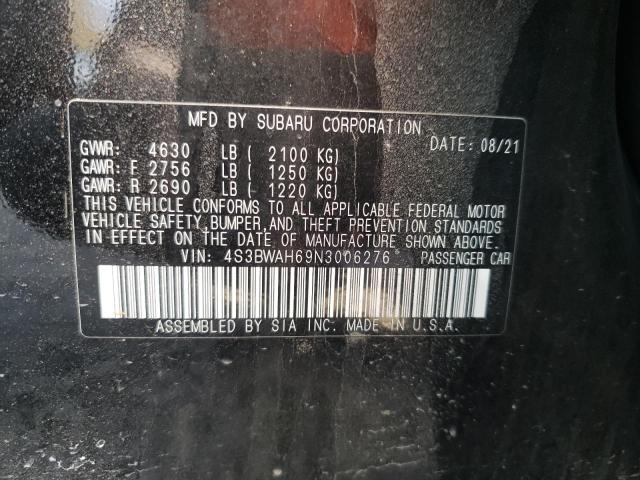 MFD BY SUBARU CORPORATION
DATE: 08/21
GVWR: 4630 LB ( 2100 KG)
GAWR: F 2756 LB ( 1250 KG)
GAWR: R 2690 LB ( 1220 KG)
THIS VEHICLE CONFORMS TO ALL APPLICABLE FEDERAL MOTOR
VEHICLE SAFETY,BUMPER,AND THEFT PREVENTION STANDARDS
IN EFFECT ON THE DATE OF MANUFACTURE SHOWN ABOVE.
VIN: 4S3BWAH69N3006276 PASSENGER CAR
ASSEMBLED BY SIA INC. MADE IN U.S.A.